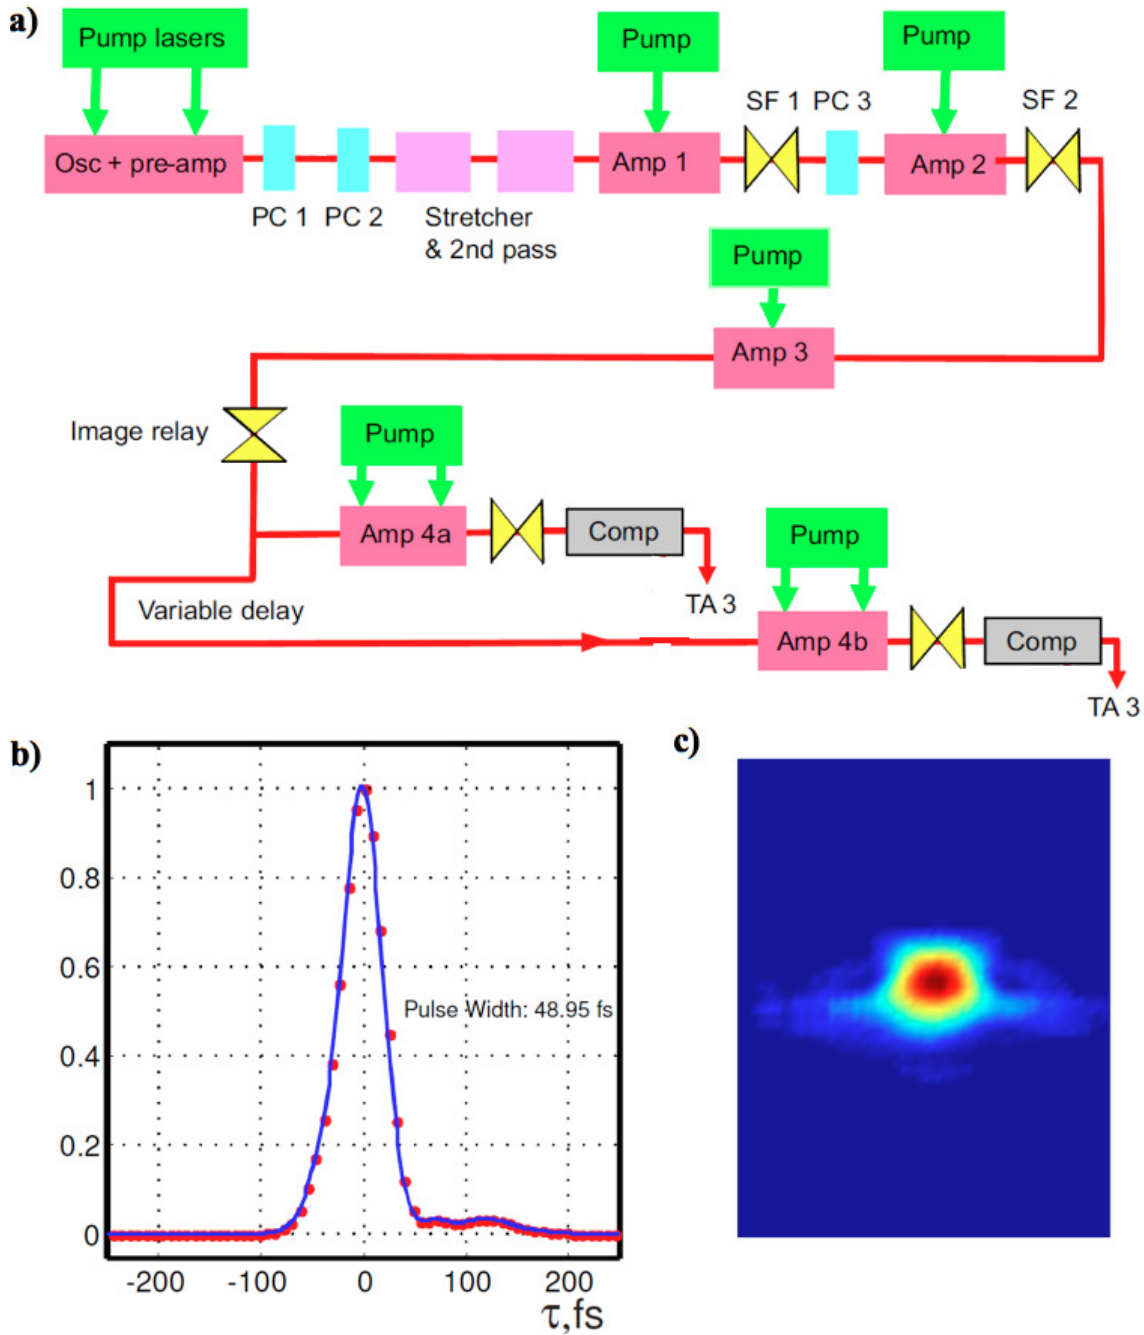 a)
Pump lasers
Pump
Pump
SF 1
PC 3
SF 2
Osc + pre-amp
Amp 1
Amp 2
PC 1
PC 2
Stretcher
& 2nd pass
Pump
Amp 3
Image relay
Pump
Amp 4a
Comp
Pump
TA 3
Variable delay
Amp 4b
Comp
TA 3
b)
1
0.8
0.6
Pulse Width: 48.95 fs
0.4
0.2
0
-200
-100
0
100
200
τ,fs
c)